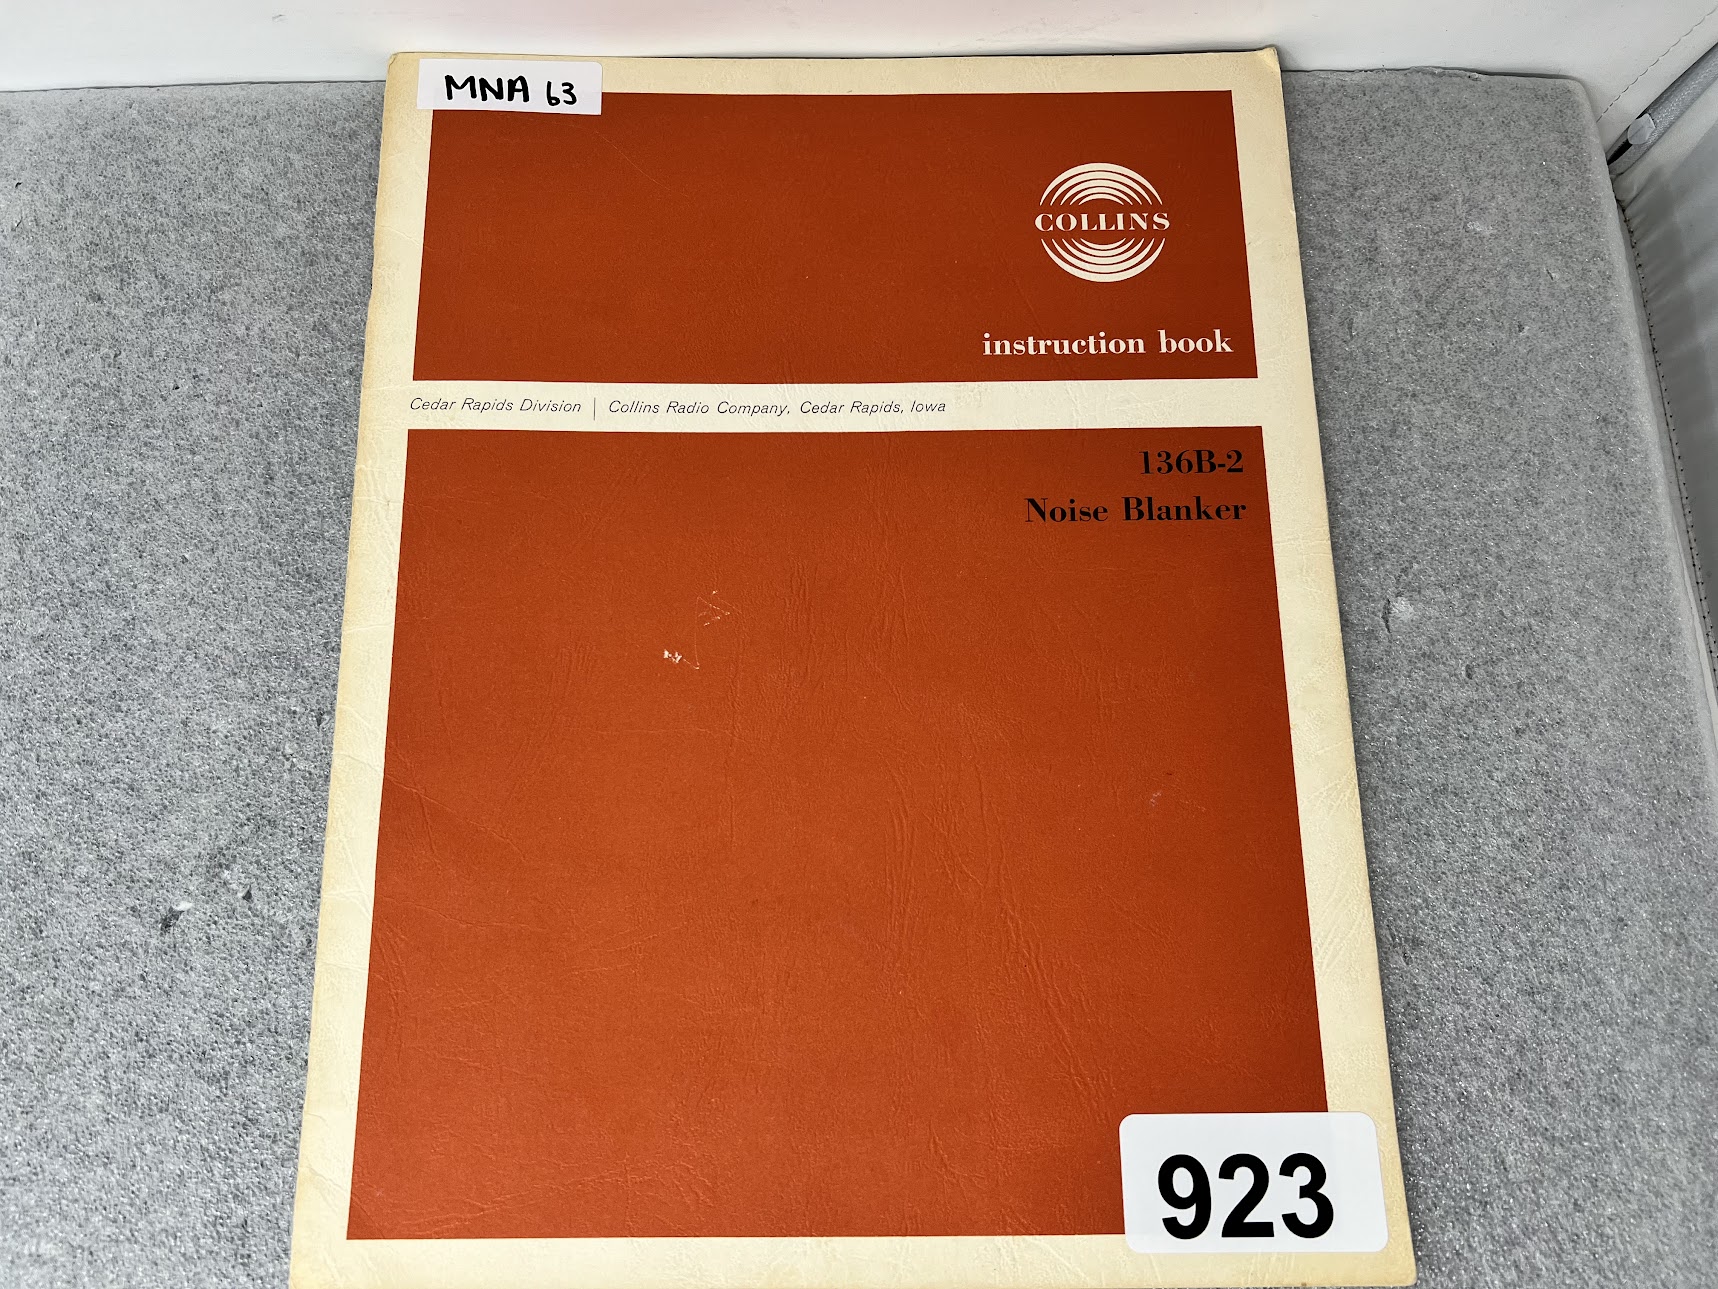 MNA 63
COLLINS
instruction book
Cedar Rapids Division | Collins Radio Company, Cedar Rapids, Iowa
136B-2
Noise Blanker
923